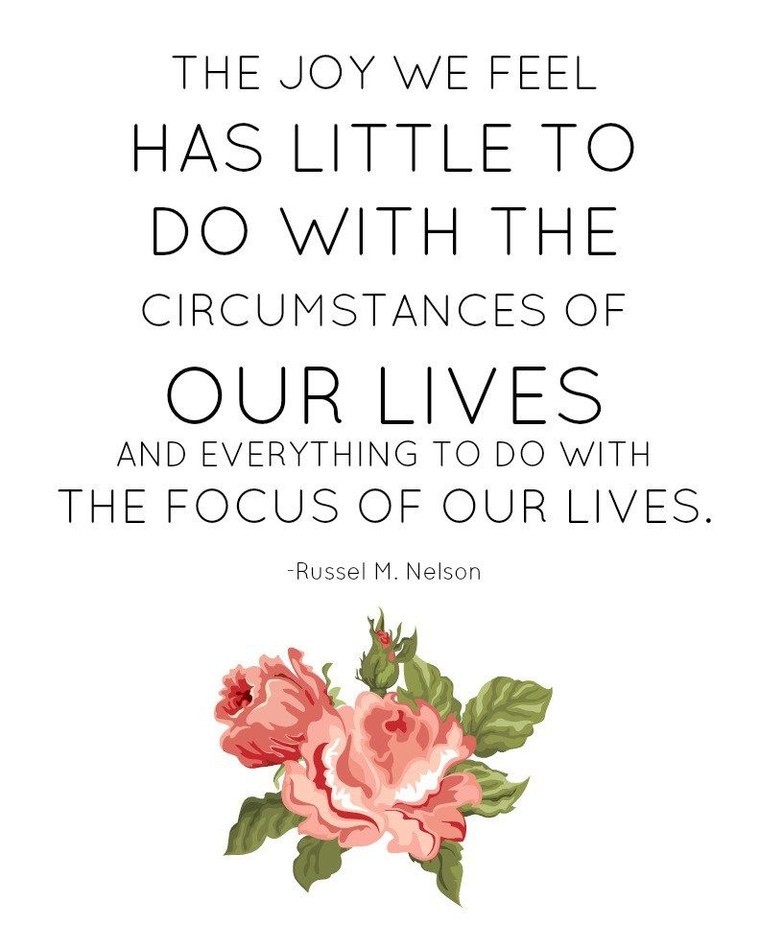 THE JOY WE FEEL
HAS LITTLE TO
DO WITH THE
CIRCUMSTANCES OF
OUR LIVES
AND EVERYTHING TO DO WITH
THE FOCUS OF OUR LIVES.
-Russel M. Nelson